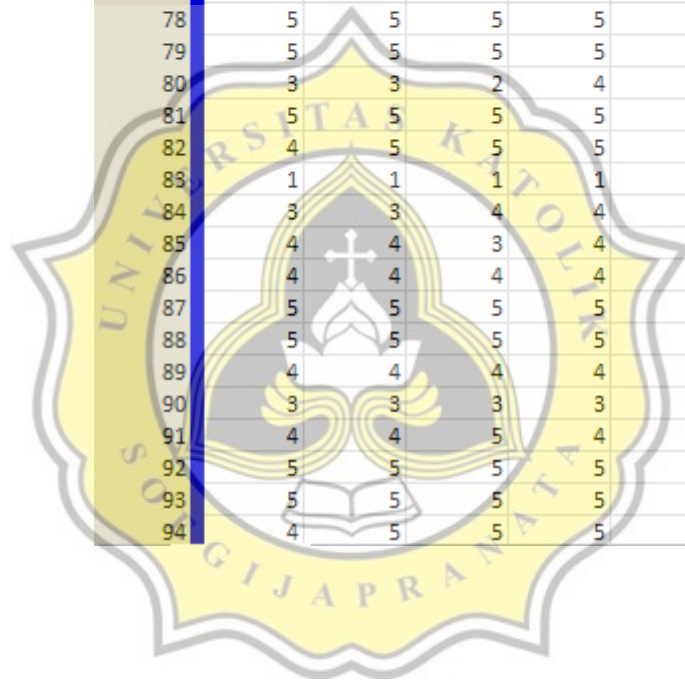 78 5 5 5 5
79 5 5 5 5
80 3 3 2 4
81 5 5 5 5
82 4 5 5 5
83 1 1 1 1
84 3 3 4 4
85 4 4 3 4
86 4 4 4 4
87 5 5 5 5
88 5 5 5 5
89 4 4 4 4
90 3 3 3 3
91 4 4 5 4
92 5 5 5 5
93 5 5 5 5
94 4 5 5 5
UNIVERSITAS KATOLIK
SOEGIJAPRANATA